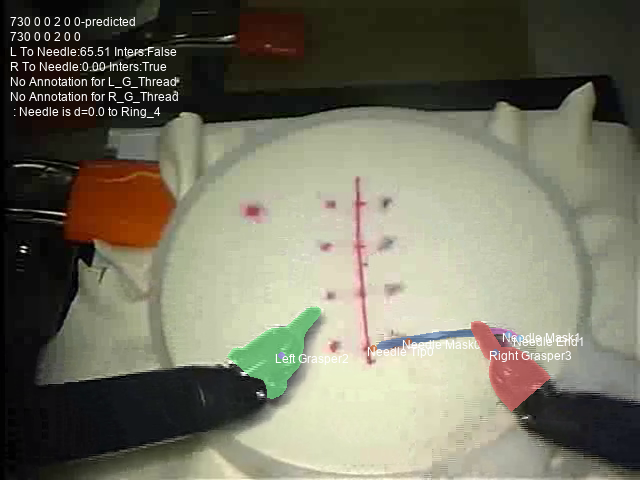 730 0 0 2 0 0-predicted
730 0 0 2 0 0
L To Needle:65.51 Inters:False
R To Needle:0.00 Inters:True
No Annotation for L_G_Thread
No Annotation for R_G_Thread
: Needle is d=0.0 to Ring_4
Needle Mask1
Needle Mask0
Needle End1
Needle Tip0
Left Grasper2
Right Grasper3